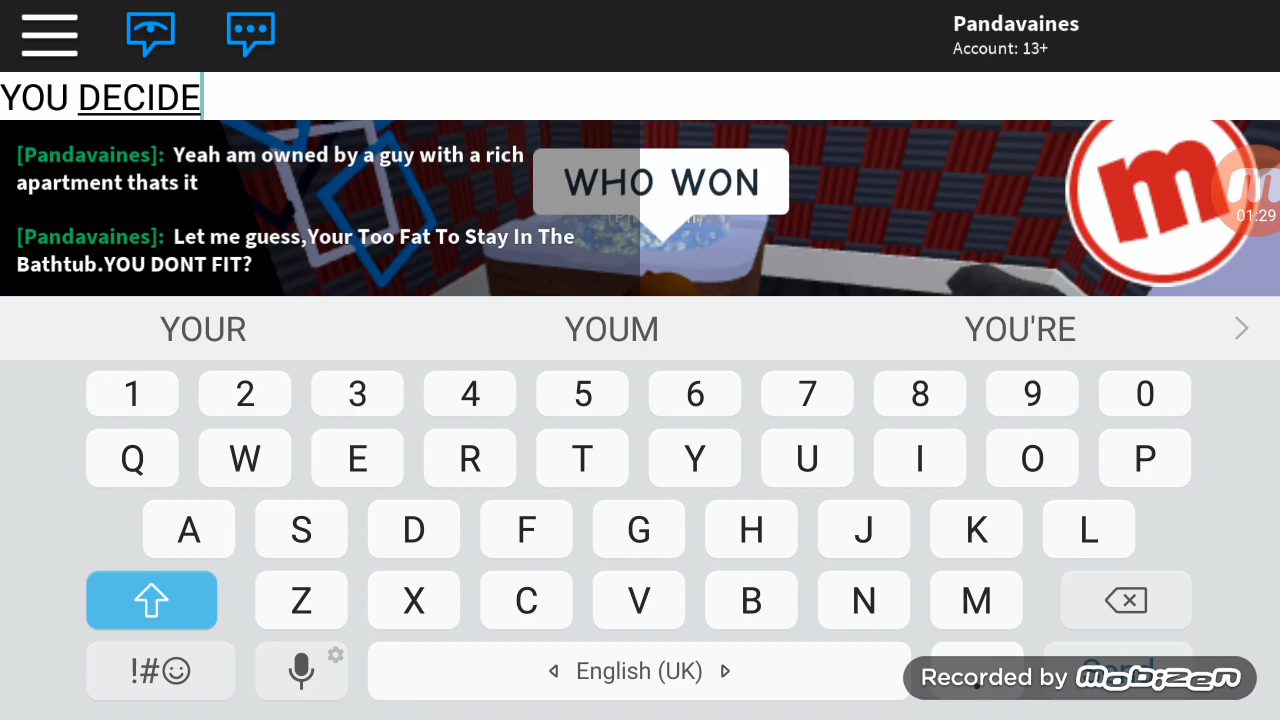 Pandavaines
Account: 13+
YOU DECIDE
[Pandavaines]: Yeah am owned by a guy with a rich
apartment thats it
WHO WON
[Pandavaines]: Let me guess,Your Too Fat To Stay In The
Bathtub.YOU DONT FIT?
m
01:29
YOUR YOUM YOU'RE
1 2 3 4 5 6 7 8 9 0
Q W E R T Y U I O P
A S D F G H J K L
Z X C V B N M
!#☺ English (UK)
Recorded by mobizen